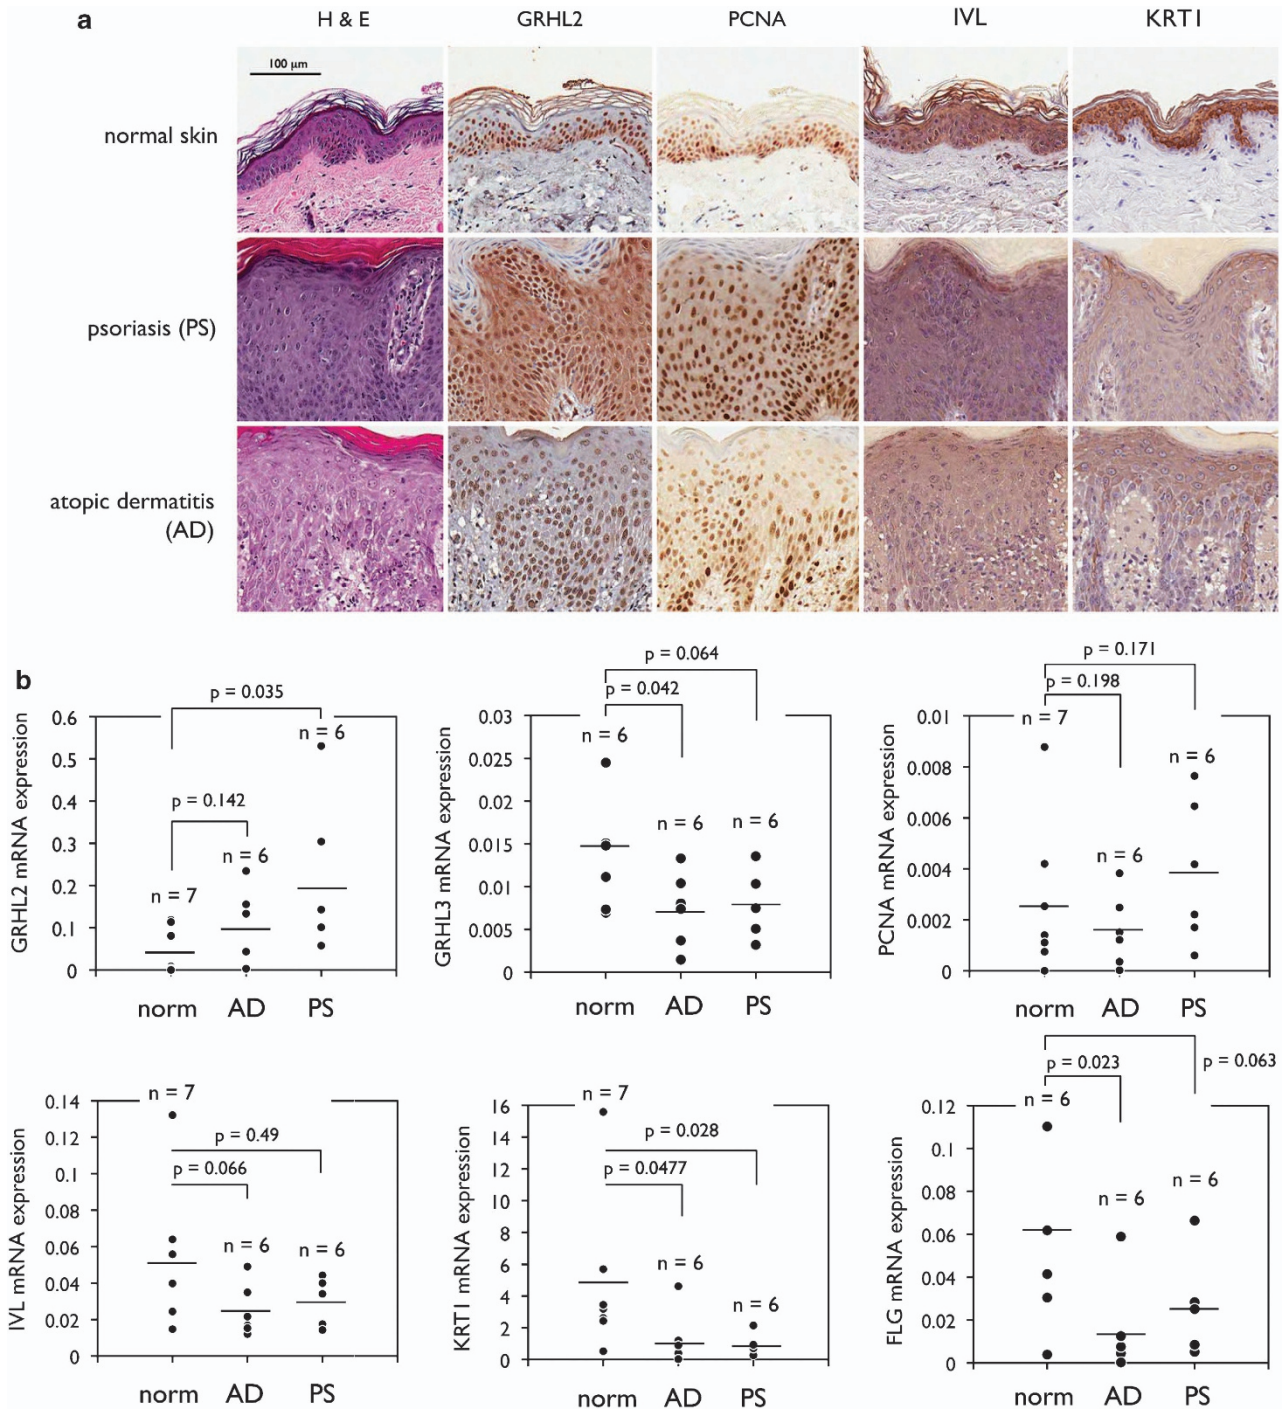 a
H & E GRHL2 PCNA IVL KRT1
100 µm
normal skin
psoriasis (PS)
atopic dermatitis
(AD)
b
p = 0.035
p = 0.142
n = 6
n = 6
n = 7
GRHL2 mRNA expression
0.6
0.5
0.4
0.3
0.2
0.1
0
norm AD PS
p = 0.064
p = 0.042
n = 6
n = 6
n = 6
GRHL3 mRNA expression
0.03
0.025
0.02
0.015
0.01
0.005
0
norm AD PS
p = 0.171
p = 0.198
n = 7
n = 6
n = 6
PCNA mRNA expression
0.01
0.008
0.006
0.004
0.002
0
norm AD PS
n = 7
p = 0.49
p = 0.066
n = 6
n = 6
IVL mRNA expression
0.14
0.12
0.1
0.08
0.06
0.04
0.02
0
norm AD PS
n = 7
p = 0.028
p = 0.0477
n = 6
n = 6
KRT1 mRNA expression
16
14
12
10
8
6
4
2
0
norm AD PS
p = 0.023
p = 0.063
n = 6
n = 6
n = 6
FLG mRNA expression
0.12
0.1
0.08
0.06
0.04
0.02
0
norm AD PS